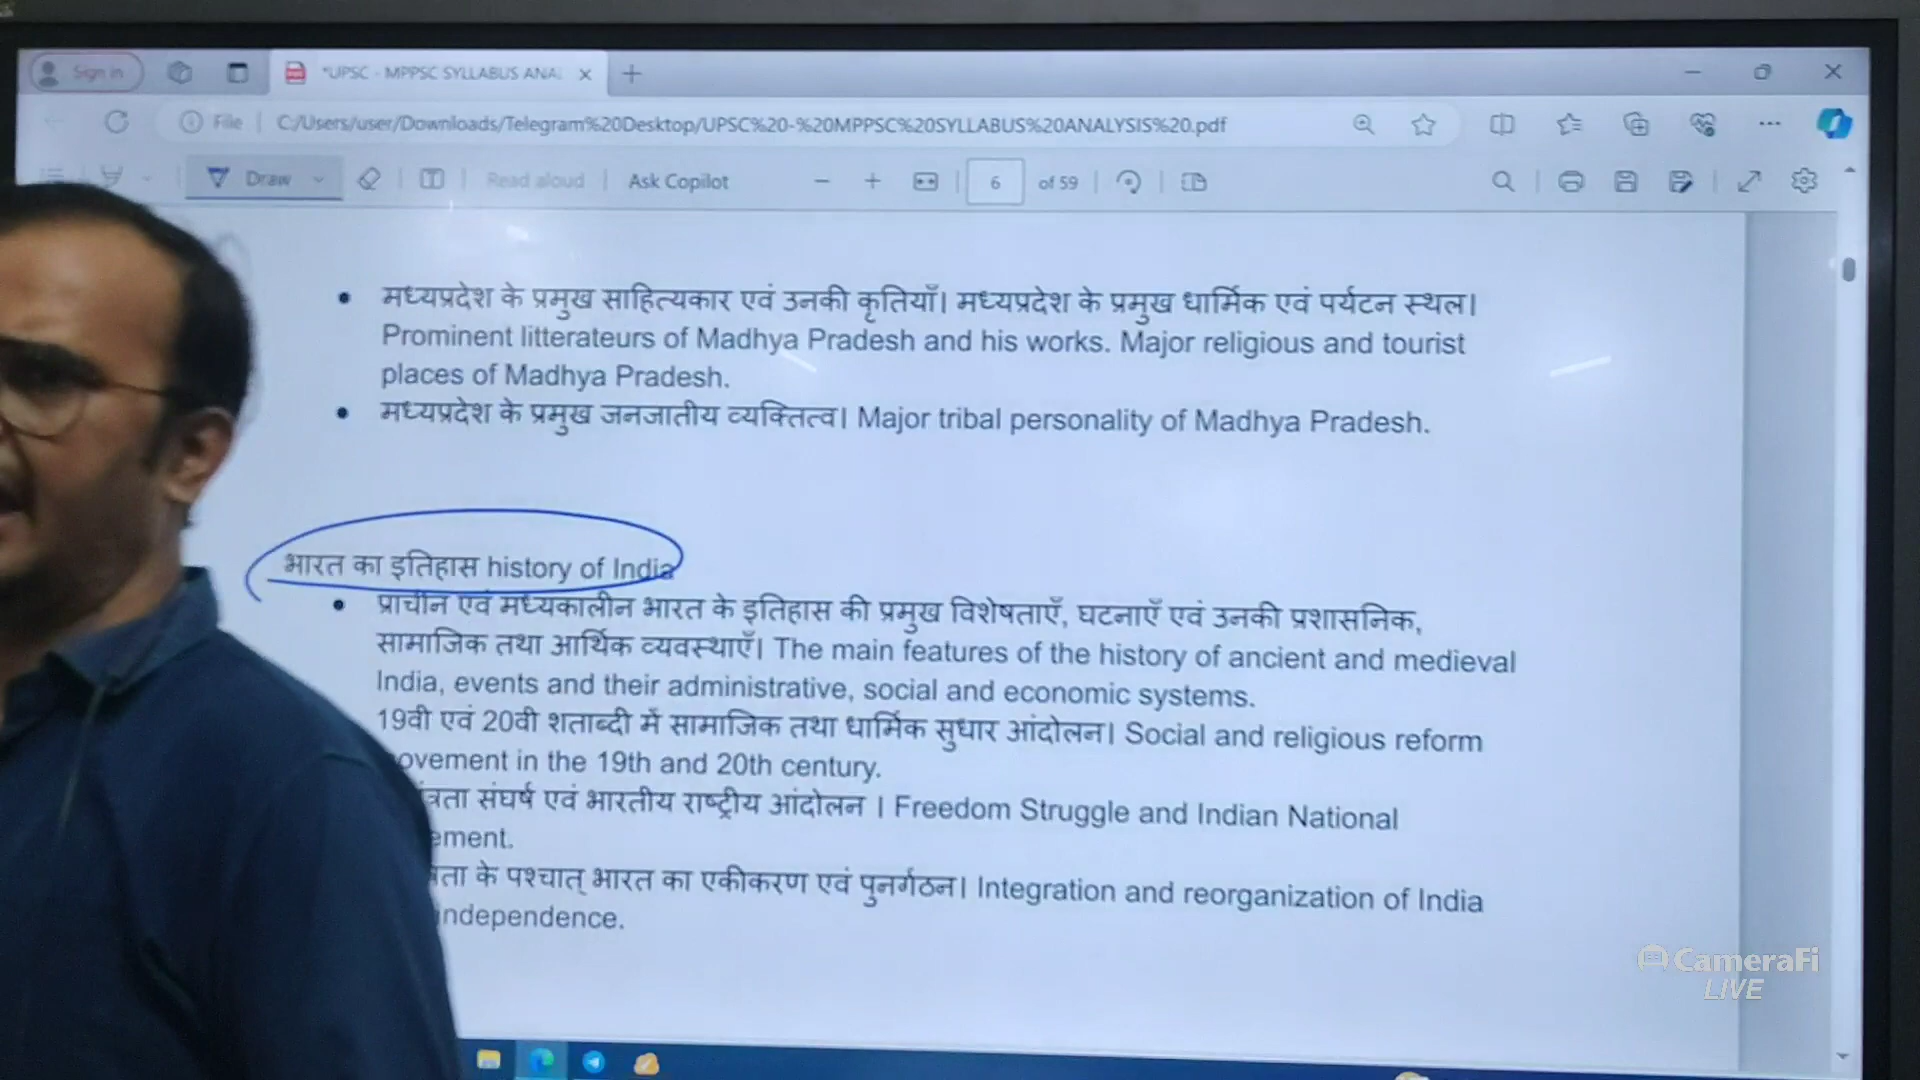 Sign in
*UPSC - MPPSC SYLLABUS ANA
File
C:/Users/user/Downloads/Telegram%20Desktop/UPSC%20-%20MPPSC%20SYLLABUS%20ANALYSIS%20.pdf
Draw
Read aloud
Ask Copilot
6
of 59
मध्यप्रदेश के प्रमुख साहित्यकार एवं उनकी कृतियाँ। मध्यप्रदेश के प्रमुख धार्मिक एवं पर्यटन स्थल।
Prominent litterateurs of Madhya Pradesh and his works. Major religious and tourist
places of Madhya Pradesh.
मध्यप्रदेश के प्रमुख जनजातीय व्यक्तित्व। Major tribal personality of Madhya Pradesh.
भारत का इतिहास history of India
प्राचीन एवं मध्यकालीन भारत के इतिहास की प्रमुख विशेषताएँ, घटनाएँ एवं उनकी प्रशासनिक,
सामाजिक तथा आर्थिक व्यवस्थाएँ। The main features of the history of ancient and medieval
India, events and their administrative, social and economic systems.
19वी एवं 20वी शताब्दी में सामाजिक तथा धार्मिक सुधार आंदोलन। Social and religious reform
ovement in the 19th and 20th century.
संघर्ष एवं भारतीय राष्ट्रीय आंदोलन । Freedom Struggle and Indian National
ement.
के पश्चात् भारत का एकीकरण एवं पुनर्गठन। Integration and reorganization of India
independence.
CameraFi
LIVE